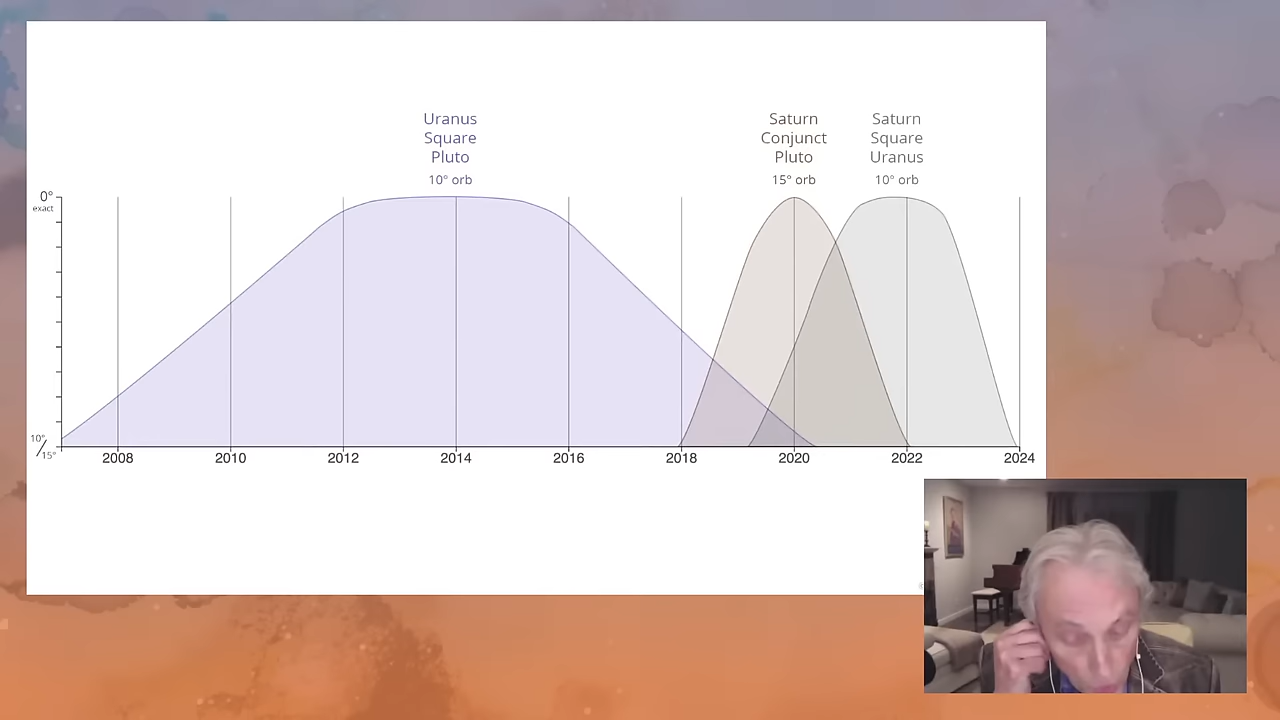 Uranus
Square
Pluto
10° orb
Saturn
Conjunct
Pluto
15° orb
Saturn
Square
Uranus
10° orb
0°
exact
10°
/
15°
2008
2010
2012
2014
2016
2018
2020
2022
2024